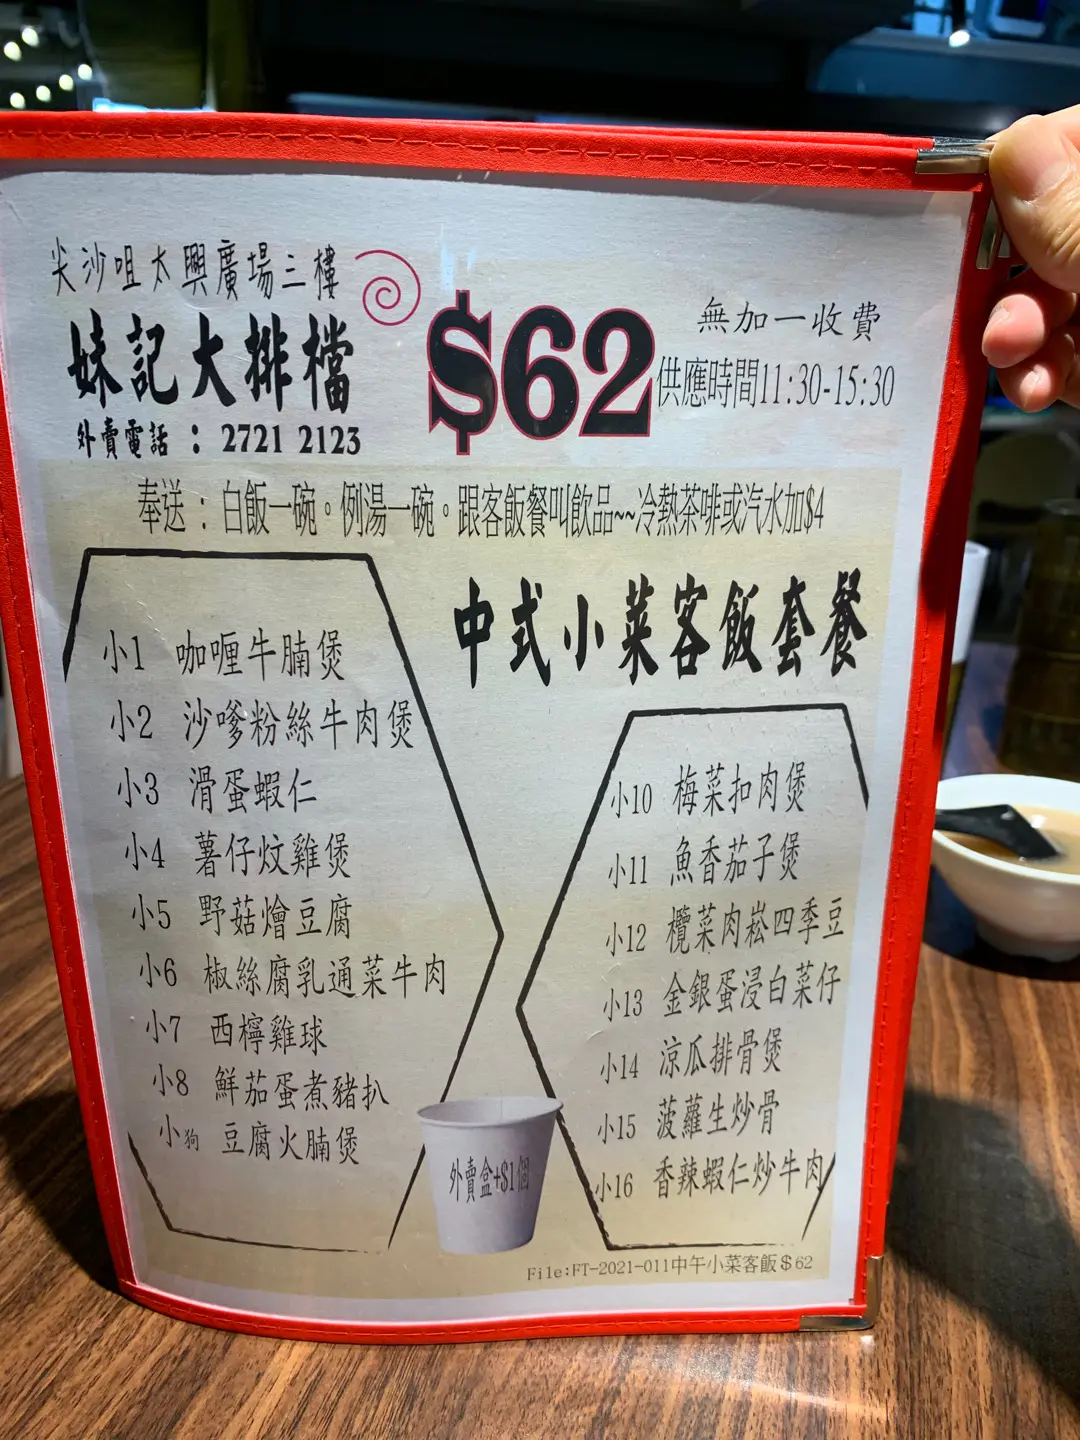 尖沙咀太興廣場三樓
妹記大排檔
外賣電話 : 2721 2123
$62
無加一收費
供應時間11:30-15:30
奉送：白飯一碗。例湯一碗。跟客飯餐叫飲品~~冷熱茶啡或汽水加$4
中式小菜客飯套餐
小1 咖喱牛腩煲
小2 沙嗲粉絲牛肉煲
小3 滑蛋蝦仁
小4 薯仔炆雞煲
小5 野菇燴豆腐
小6 椒絲腐乳通菜牛肉
小7 西檸雞球
小8 鮮茄蛋煮豬扒
小狗 豆腐火腩煲
小10 梅菜扣肉煲
小11 魚香茄子煲
小12 欖菜肉崧四季豆
小13 金銀蛋浸白菜仔
小14 涼瓜排骨煲
小15 菠蘿生炒骨
小16 香辣蝦仁炒牛肉
外賣盒+$1個
File:FT-2021-011中午小菜客飯＄62